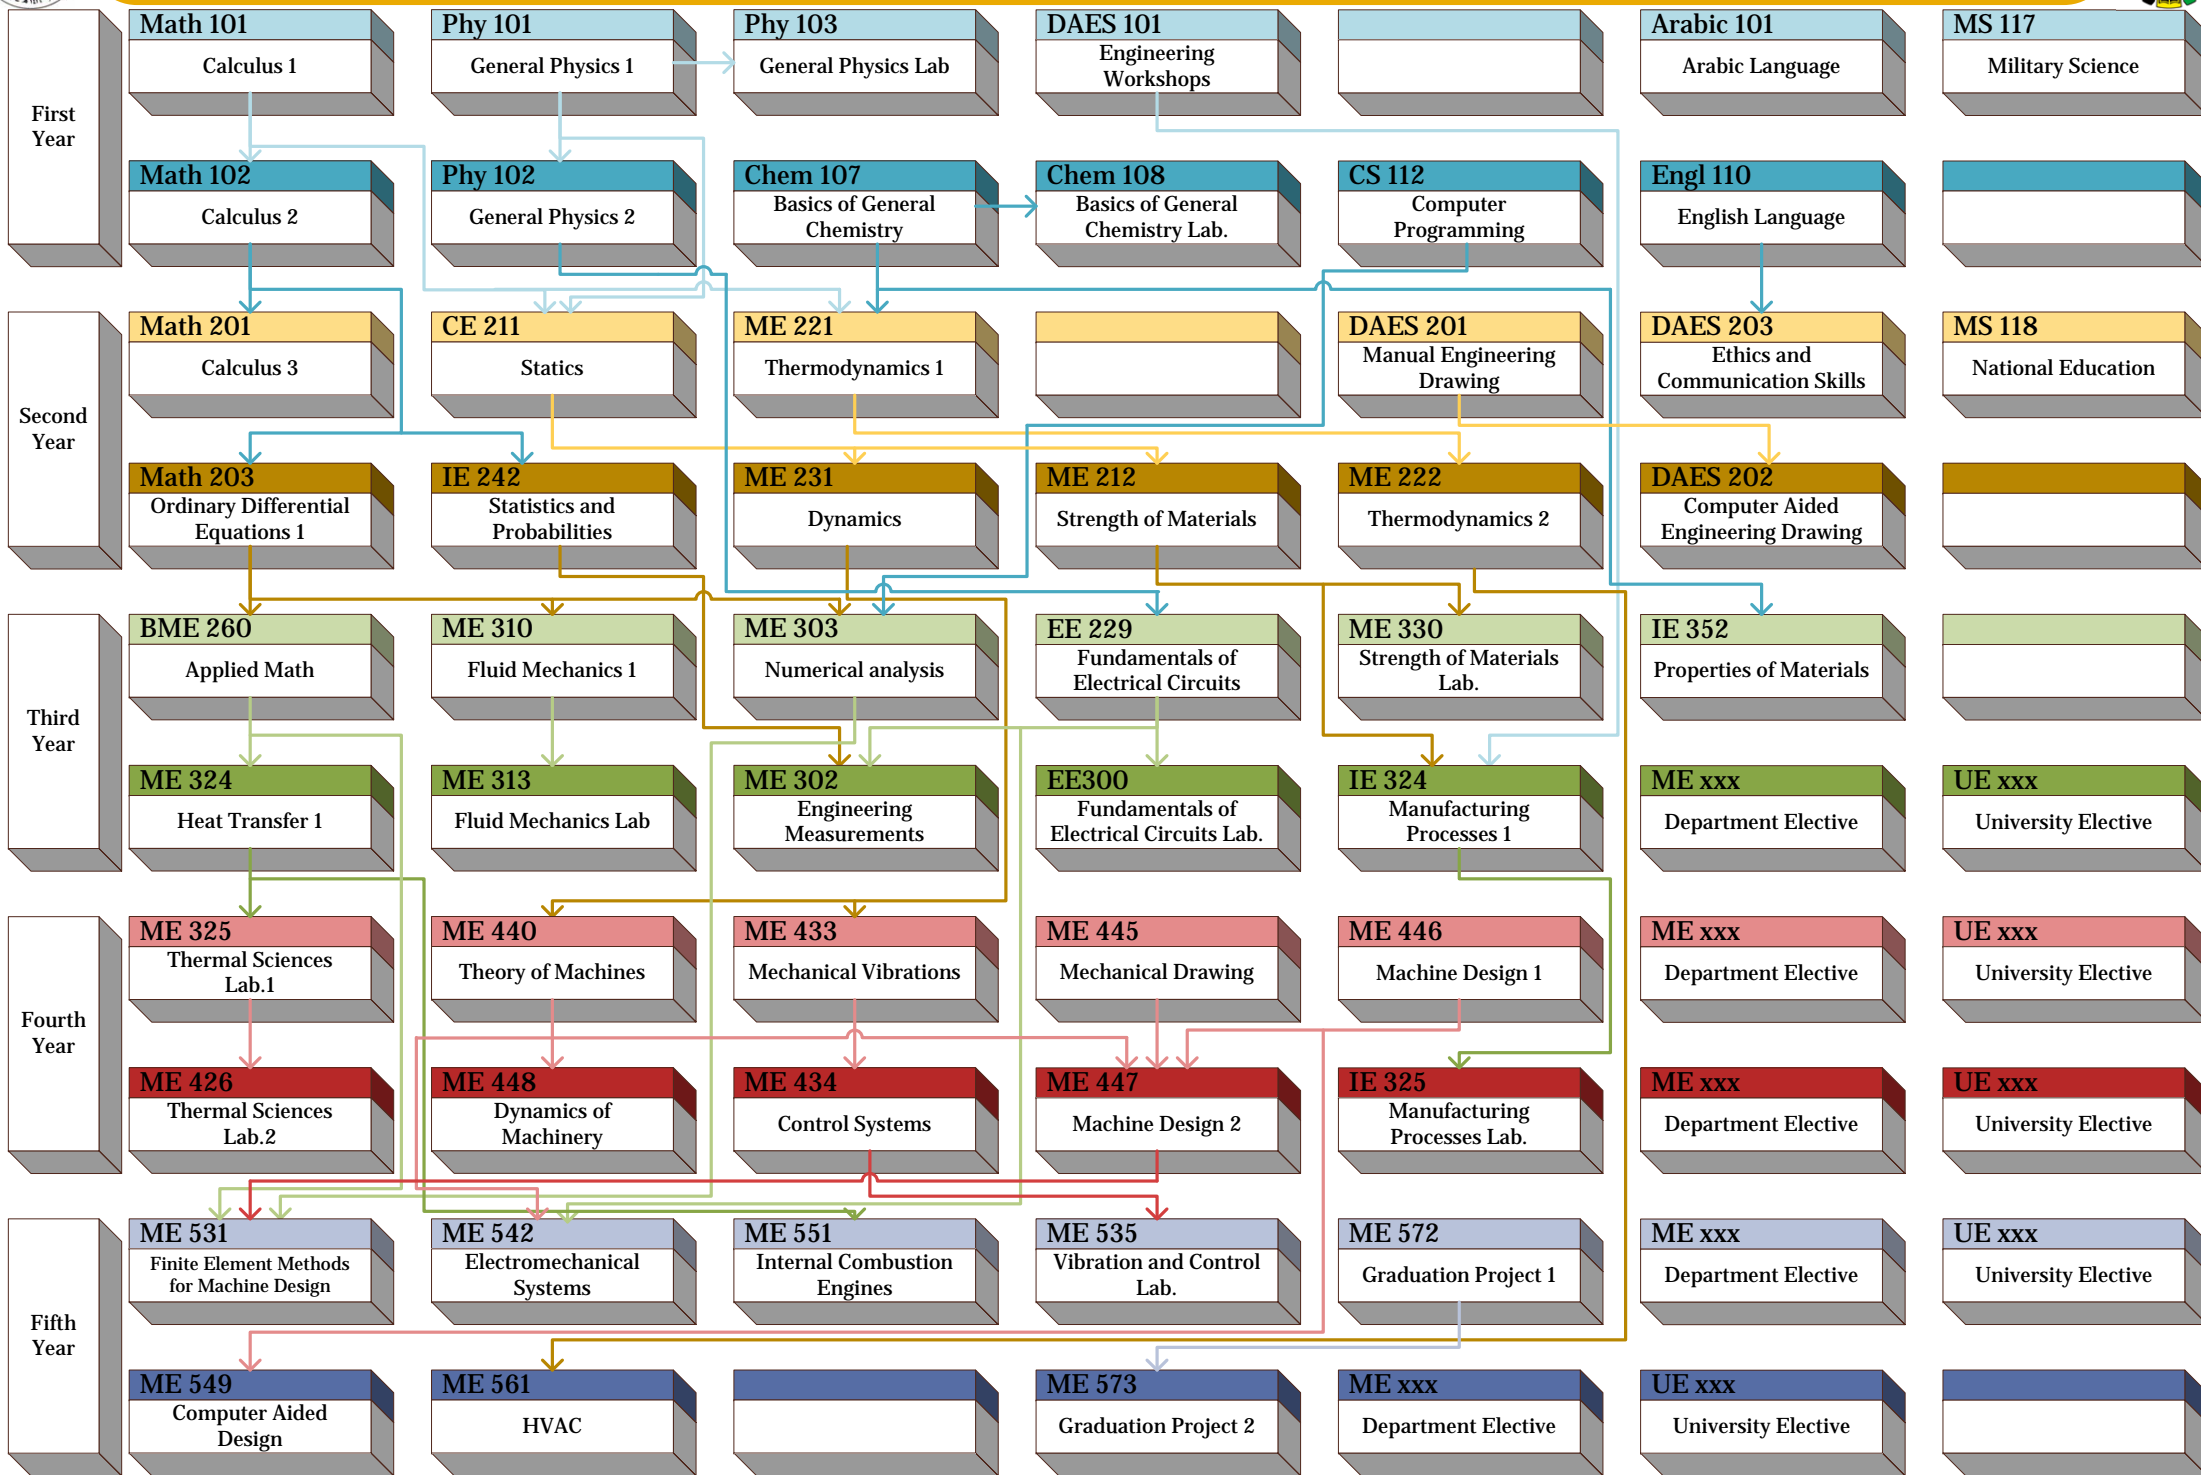 Math 101
Phy 101
Phy 103
DAES 101
Arabic 101
MS 117
Calculus 1
General Physics 1
General Physics Lab
Engineering
Workshops
Arabic Language
Military Science
First
Year
Math 102
Phy 102
Chem 107
Chem 108
CS 112
Engl 110
Calculus 2
General Physics 2
Basics of General
Chemistry
Basics of General
Chemistry Lab.
Computer
Programming
English Language
Math 201
CE 211
ME 221
DAES 201
DAES 203
MS 118
Calculus 3
Statics
Thermodynamics 1
Manual Engineering
Drawing
Ethics and
Communication Skills
National Education
Second
Year
Math 203
IE 242
ME 231
ME 212
ME 222
DAES 202
Ordinary Differential
Equations 1
Statistics and
Probabilities
Dynamics
Strength of Materials
Thermodynamics 2
Computer Aided
Engineering Drawing
BME 260
ME 310
ME 303
EE 229
ME 330
IE 352
Applied Math
Fluid Mechanics 1
Numerical analysis
Fundamentals of
Electrical Circuits
Strength of Materials
Lab.
Properties of Materials
Third
Year
ME 324
ME 313
ME 302
EE300
IE 324
ME xxx
UE xxx
Heat Transfer 1
Fluid Mechanics Lab
Engineering
Measurements
Fundamentals of
Electrical Circuits Lab.
Manufacturing
Processes 1
Department Elective
University Elective
ME 325
ME 440
ME 433
ME 445
ME 446
ME xxx
UE xxx
Thermal Sciences
Lab.1
Theory of Machines
Mechanical Vibrations
Mechanical Drawing
Machine Design 1
Department Elective
University Elective
Fourth
Year
ME 426
ME 448
ME 434
ME 447
IE 325
ME xxx
UE xxx
Thermal Sciences
Lab.2
Dynamics of
Machinery
Control Systems
Machine Design 2
Manufacturing
Processes Lab.
Department Elective
University Elective
ME 531
ME 542
ME 551
ME 535
ME 572
ME xxx
UE xxx
Finite Element Methods
for Machine Design
Electromechanical
Systems
Internal Combustion
Engines
Vibration and Control
Lab.
Graduation Project 1
Department Elective
University Elective
Fifth
Year
ME 549
ME 561
ME 573
ME xxx
UE xxx
Computer Aided
Design
HVAC
Graduation Project 2
Department Elective
University Elective